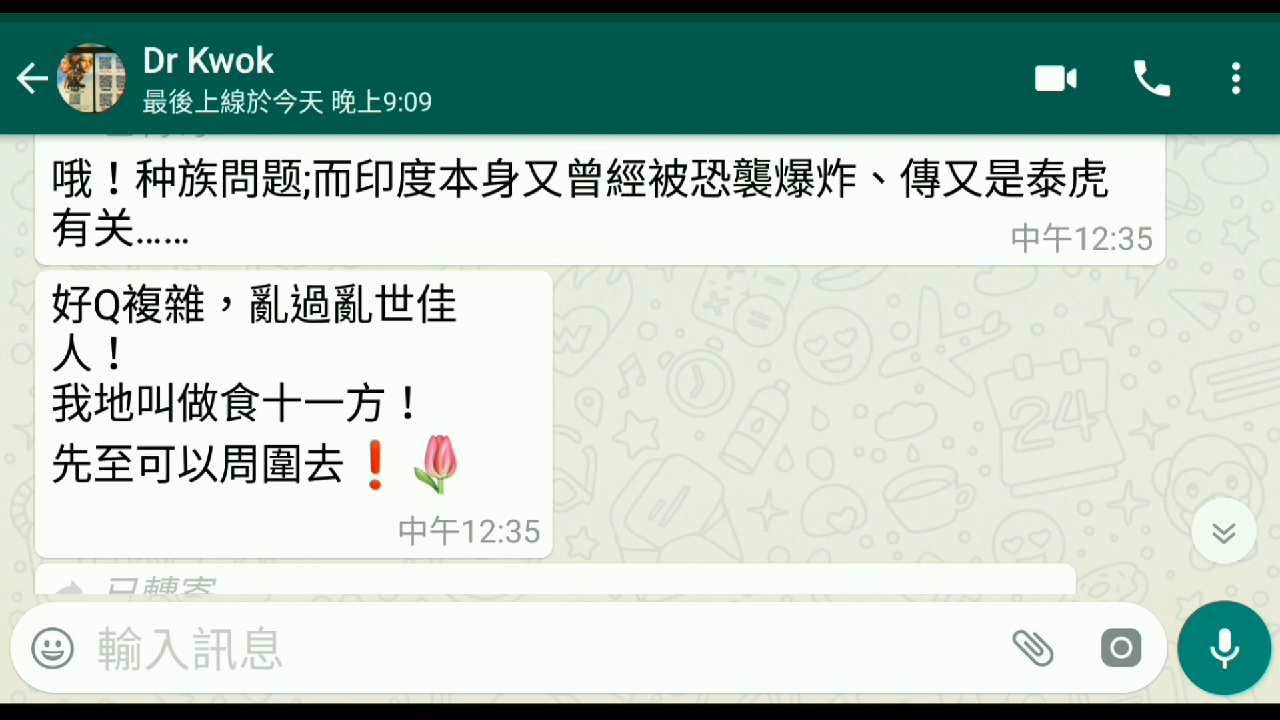 Dr Kwok
最後上線於今天 晚上9:09
哦！种族問题;而印度本身又曾經被恐襲爆炸、傳又是泰虎
有关......
中午12:35
好Q複雜，亂過亂世佳
人！
我地叫做食十一方！
先至可以周圍去❗🌷
中午12:35
已轉寄
輸入訊息